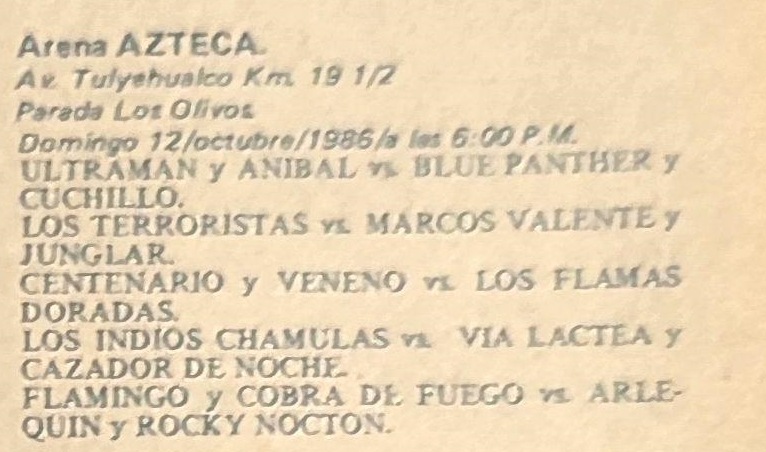 Arena AZTECA.
Av. Tulyehualco Km. 19 1/2
Parada Los Olivos
Domingo 12/octubre/1986/a las 6:00 P.M.
ULTRAMAN y ANIBAL vs. BLUE PANTHER y
CUCHILLO.
LOS TERRORISTAS vs. MARCOS VALENTE y
JUNGLAR.
CENTENARIO y VENENO vs. LOS FLAMAS
DORADAS.
LOS INDIOS CHAMULAS vs. VIA LACTEA y
CAZADOR DE NOCHE.
FLAMINGO y COBRA DE FUEGO vs. ARLE-
QUIN y ROCKY NOCTON.